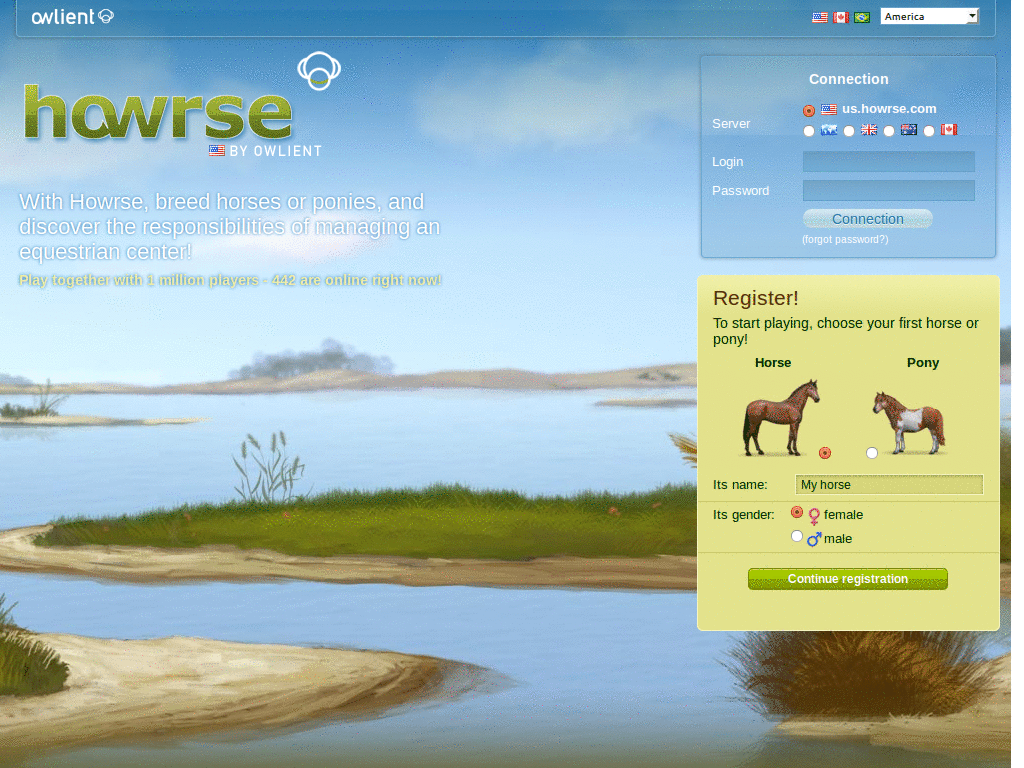 owlient
America
howrse
BY OWLIENT
With Howrse, breed horses or ponies, and
discover the responsibilities of managing an
equestrian center!
Play together with 1 million players - 442 are online right now!
Connection
Server
us.howrse.com
Login
Password
Connection
(forgot password?)
Register!
To start playing, choose your first horse or
pony!
Horse
Pony
Its name:
My horse
Its gender:
female
male
Continue registration